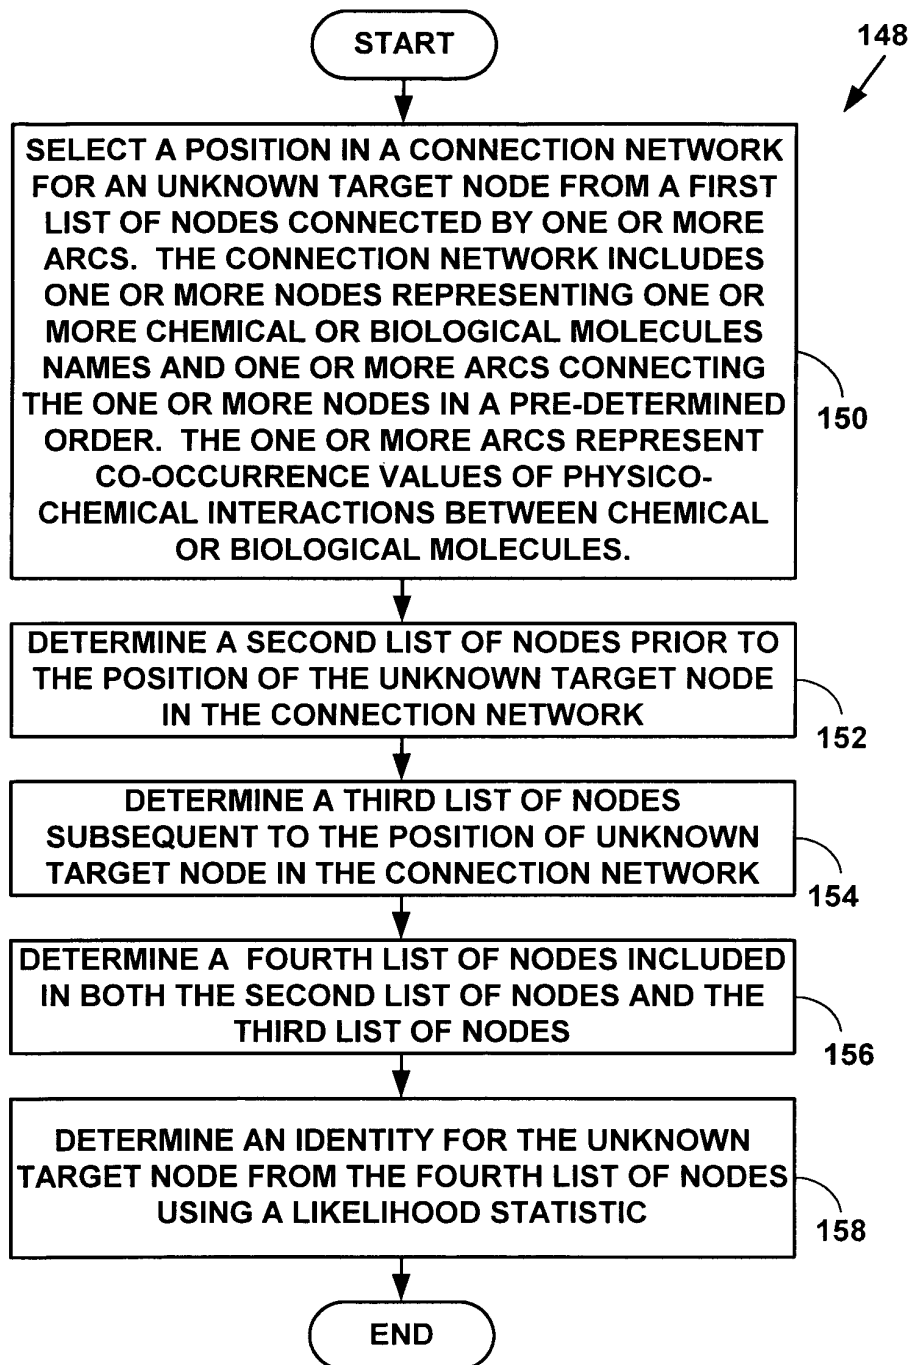 START
148
SELECT A POSITION IN A CONNECTION NETWORK
FOR AN UNKNOWN TARGET NODE FROM A FIRST
LIST OF NODES CONNECTED BY ONE OR MORE
ARCS. THE CONNECTION NETWORK INCLUDES
ONE OR MORE NODES REPRESENTING ONE OR
MORE CHEMICAL OR BIOLOGICAL MOLECULES
NAMES AND ONE OR MORE ARCS CONNECTING
THE ONE OR MORE NODES IN A PRE-DETERMINED
ORDER. THE ONE OR MORE ARCS REPRESENT
CO-OCCURRENCE VALUES OF PHYSICO-
CHEMICAL INTERACTIONS BETWEEN CHEMICAL
OR BIOLOGICAL MOLECULES.
150
DETERMINE A SECOND LIST OF NODES PRIOR TO
THE POSITION OF THE UNKNOWN TARGET NODE
IN THE CONNECTION NETWORK
152
DETERMINE A THIRD LIST OF NODES
SUBSEQUENT TO THE POSITION OF UNKNOWN
TARGET NODE IN THE CONNECTION NETWORK
154
DETERMINE A FOURTH LIST OF NODES INCLUDED
IN BOTH THE SECOND LIST OF NODES AND THE
THIRD LIST OF NODES
156
DETERMINE AN IDENTITY FOR THE UNKNOWN
TARGET NODE FROM THE FOURTH LIST OF NODES
USING A LIKELIHOOD STATISTIC
158
END